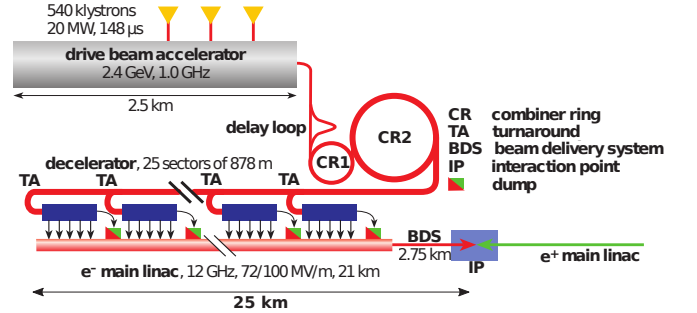 540 klystrons
20 MW, 148 µs
drive beam accelerator
2.4 GeV, 1.0 GHz
2.5 km
delay loop
CR1
CR2
CR combiner ring
TA turnaround
BDS beam delivery system
IP interaction point
dump
decelerator, 25 sectors of 878 m
TA TA TA TA
BDS
2.75 km
IP
e⁺ main linac
e⁻ main linac, 12 GHz, 72/100 MV/m, 21 km
25 km